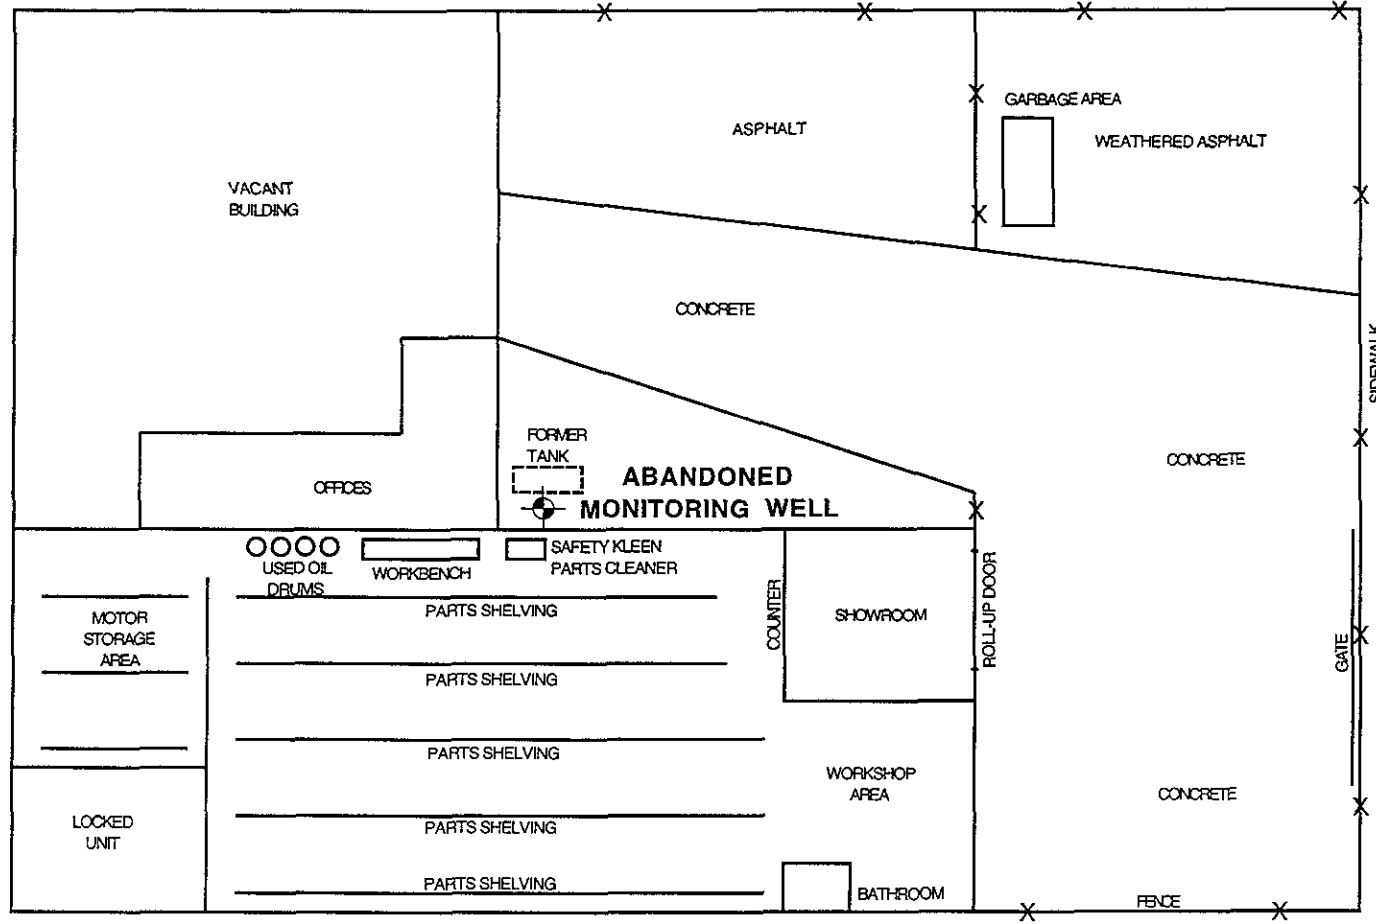 GARBAGE AREA
ASPHALT
WEATHERED ASPHALT
VACANT
BUILDING
CONCRETE
SIDEWALK
FORMER
TANK
CONCRETE
OFFICES
ABANDONED
MONITORING WELL
SAFETY KLEEN
PARTS CLEANER
USED OIL
DRUMS
WORKBENCH
MOTOR
STORAGE
AREA
PARTS SHELVING
COUNTER
SHOWROOM
ROLL-UP DOOR
GATE
PARTS SHELVING
PARTS SHELVING
WORKSHOP
AREA
CONCRETE
LOCKED
UNIT
PARTS SHELVING
PARTS SHELVING
BATHROOM
FENCE